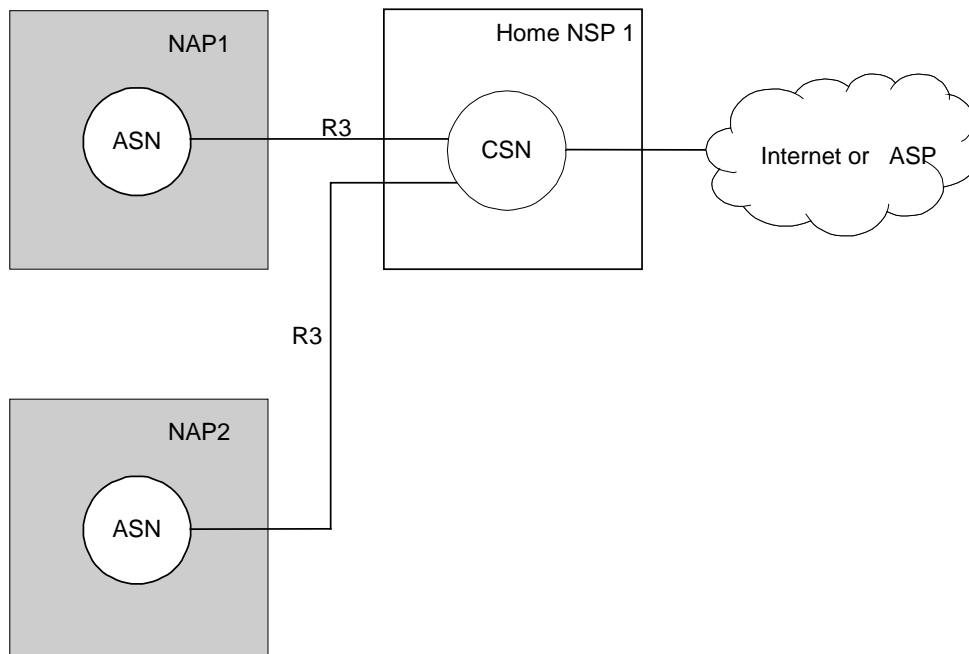 NAP1
Home NSP 1
ASN
R3
CSN
Internet or ASP
R3
NAP2
ASN